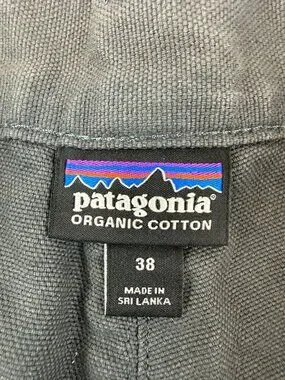 patagonia®
ORGANIC COTTON
38
MADE IN
SRI LANKA